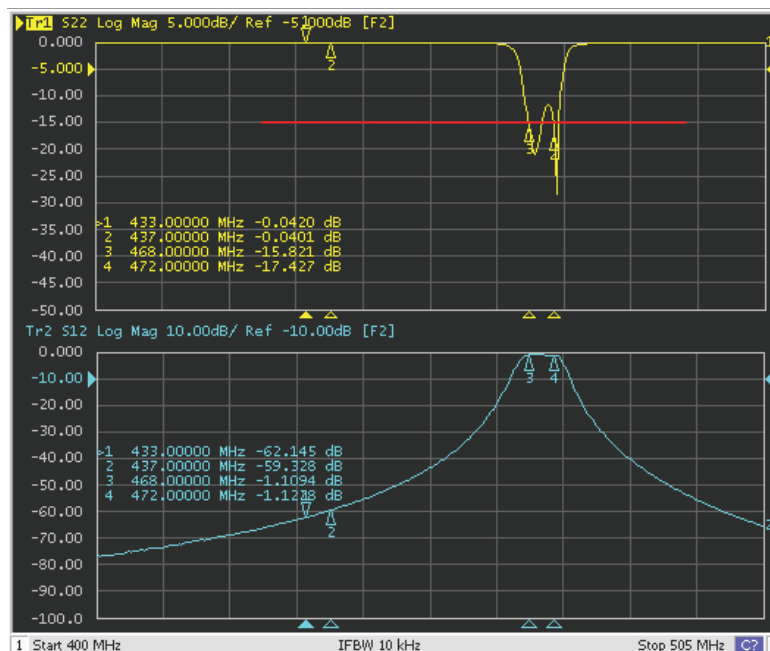 Tr1 S22 Log Mag 5.000dB/ Ref -5.000dB [F2]
0.000
-5.000
-10.00
-15.00
-20.00
-25.00
-30.00
-35.00
-40.00
-45.00
-50.00
2
3
>1 433.00000 MHz -0.0420 dB
2 437.00000 MHz -0.0401 dB
3 468.00000 MHz -15.821 dB
4 472.00000 MHz -17.427 dB
Tr2 S12 Log Mag 10.00dB/ Ref -10.00dB [F2]
0.000
-10.00
-20.00
-30.00
-40.00
-50.00
-60.00
-70.00
-80.00
-90.00
-100.0
3 4
>1 433.00000 MHz -62.145 dB
2 437.00000 MHz -59.328 dB
3 468.00000 MHz -1.1094 dB
4 472.00000 MHz dB
2
1 Start 400 MHz IFBW 10 kHz Stop 505 MHz C?